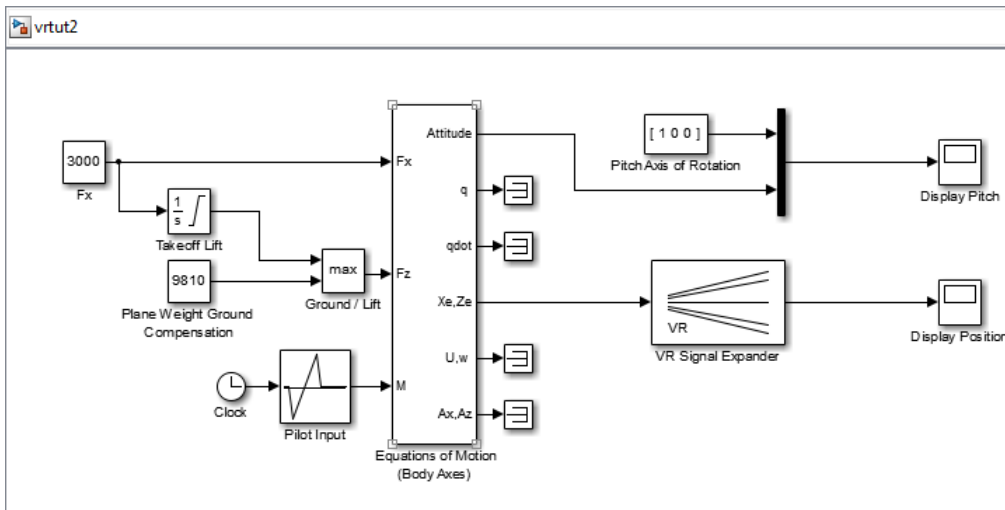 vrtut2
3000
Fx
1
s
Takeoff Lift
9810
Plane Weight Ground
Compensation
max
Ground / Lift
Clock
Pilot Input
Fx
Fz
M
Attitude
q
qdot
Xe,Ze
U,w
Ax,Az
Equations of Motion
(Body Axes)
[ 1 0 0 ]
Pitch Axis of Rotation
Display Pitch
VR
VR Signal Expander
Display Position